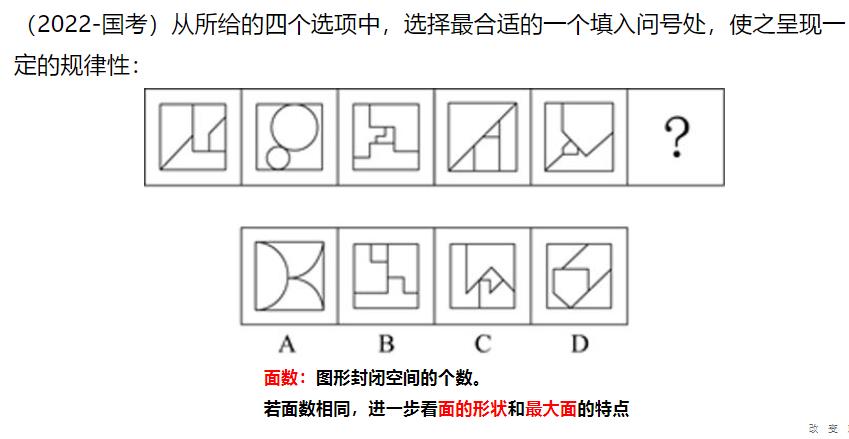 （2022-国考）从所给的四个选项中，选择最合适的一个填入问号处，使之呈现一
定的规律性：
?
A B C D
面数：图形封闭空间的个数。
若面数相同，进一步看面的形状和最大面的特点
改 变